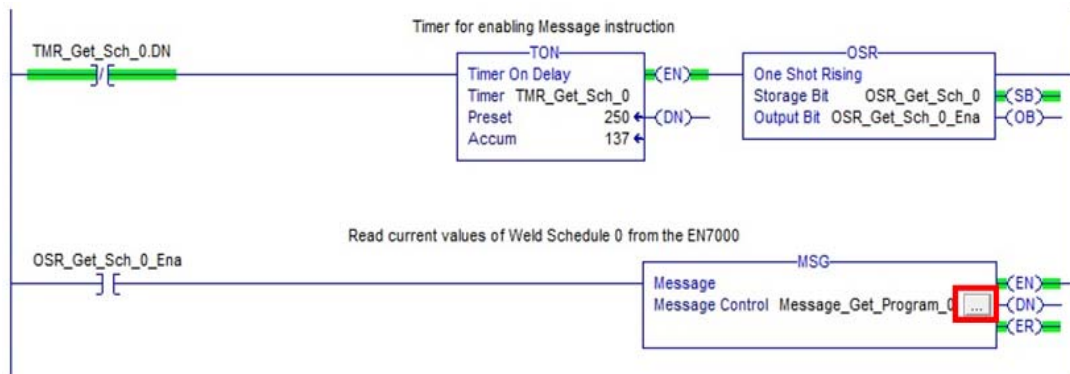 Timer for enabling Message instruction
TMR_Get_Sch_0.DN
TON
Timer On Delay
Timer TMR_Get_Sch_0
Preset 250
Accum 137
(EN)
(DN)
OSR
One Shot Rising
Storage Bit OSR_Get_Sch_0
Output Bit OSR_Get_Sch_0_Ena
(SB)
(OB)
Read current values of Weld Schedule 0 from the EN7000
OSR_Get_Sch_0_Ena
MSG
Message
Message Control Message_Get_Program_0 ...
(EN)
(DN)
(ER)